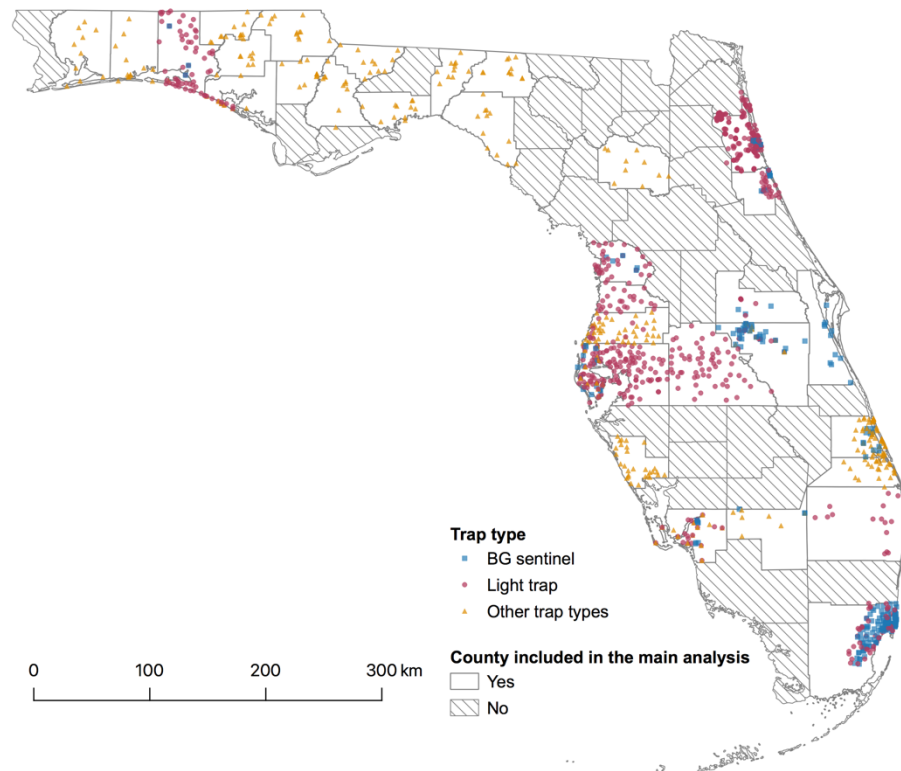 Trap type
BG sentinel
Light trap
Other trap types
County included in the main analysis
Yes
No
0 100 200 300 km